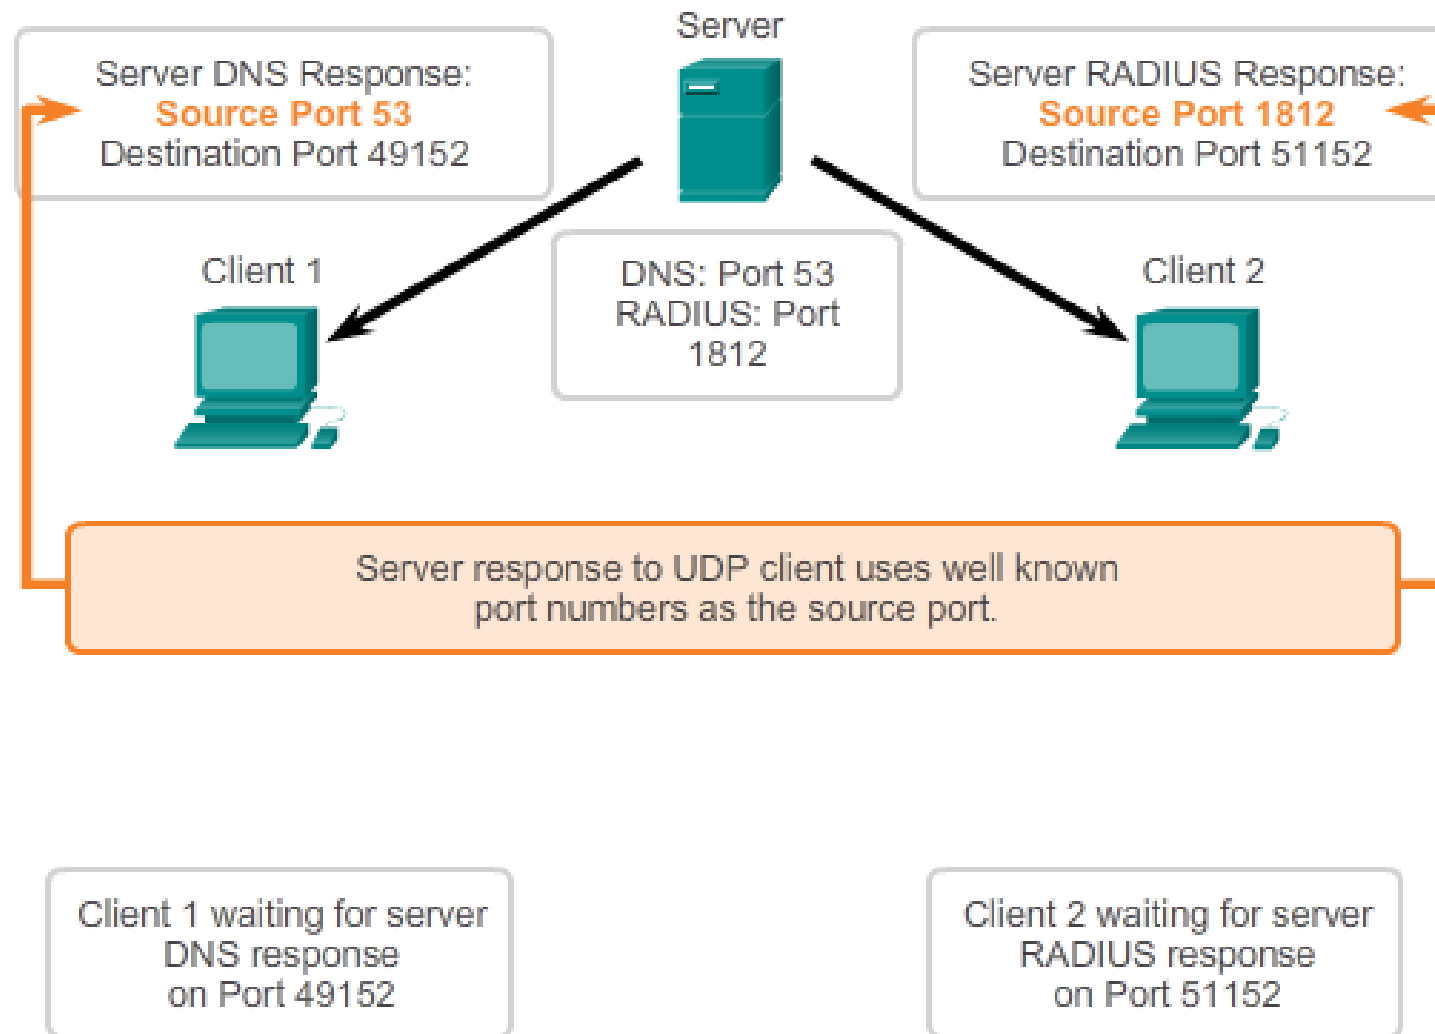 Server
Server DNS Response:
Source Port 53
Destination Port 49152
Server RADIUS Response:
Source Port 1812
Destination Port 51152
Client 1
DNS: Port 53
RADIUS: Port
1812
Client 2
Server response to UDP client uses well known
port numbers as the source port.
Client 1 waiting for server
DNS response
on Port 49152
Client 2 waiting for server
RADIUS response
on Port 51152